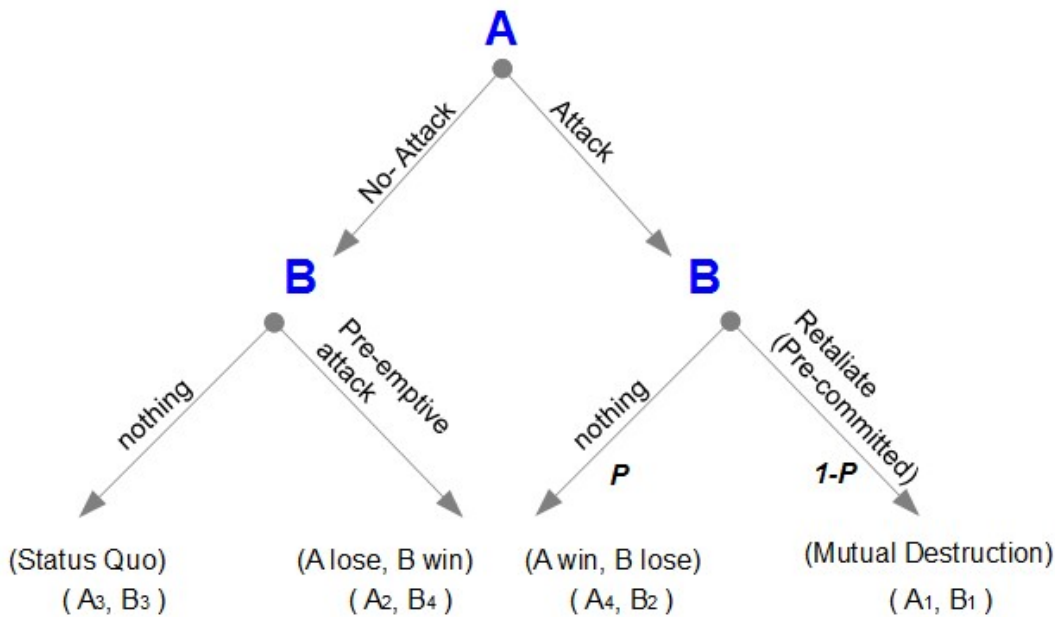 A
No- Attack
Attack
B
B
nothing
Pre-emptive
attack
nothing
Retaliate
(Pre-committed)
P
1-P
(Status Quo)
(A lose, B win)
(A win, B lose)
(Mutual Destruction)
( A3, B3 )
( A2, B4 )
( A4, B2 )
( A1, B1 )